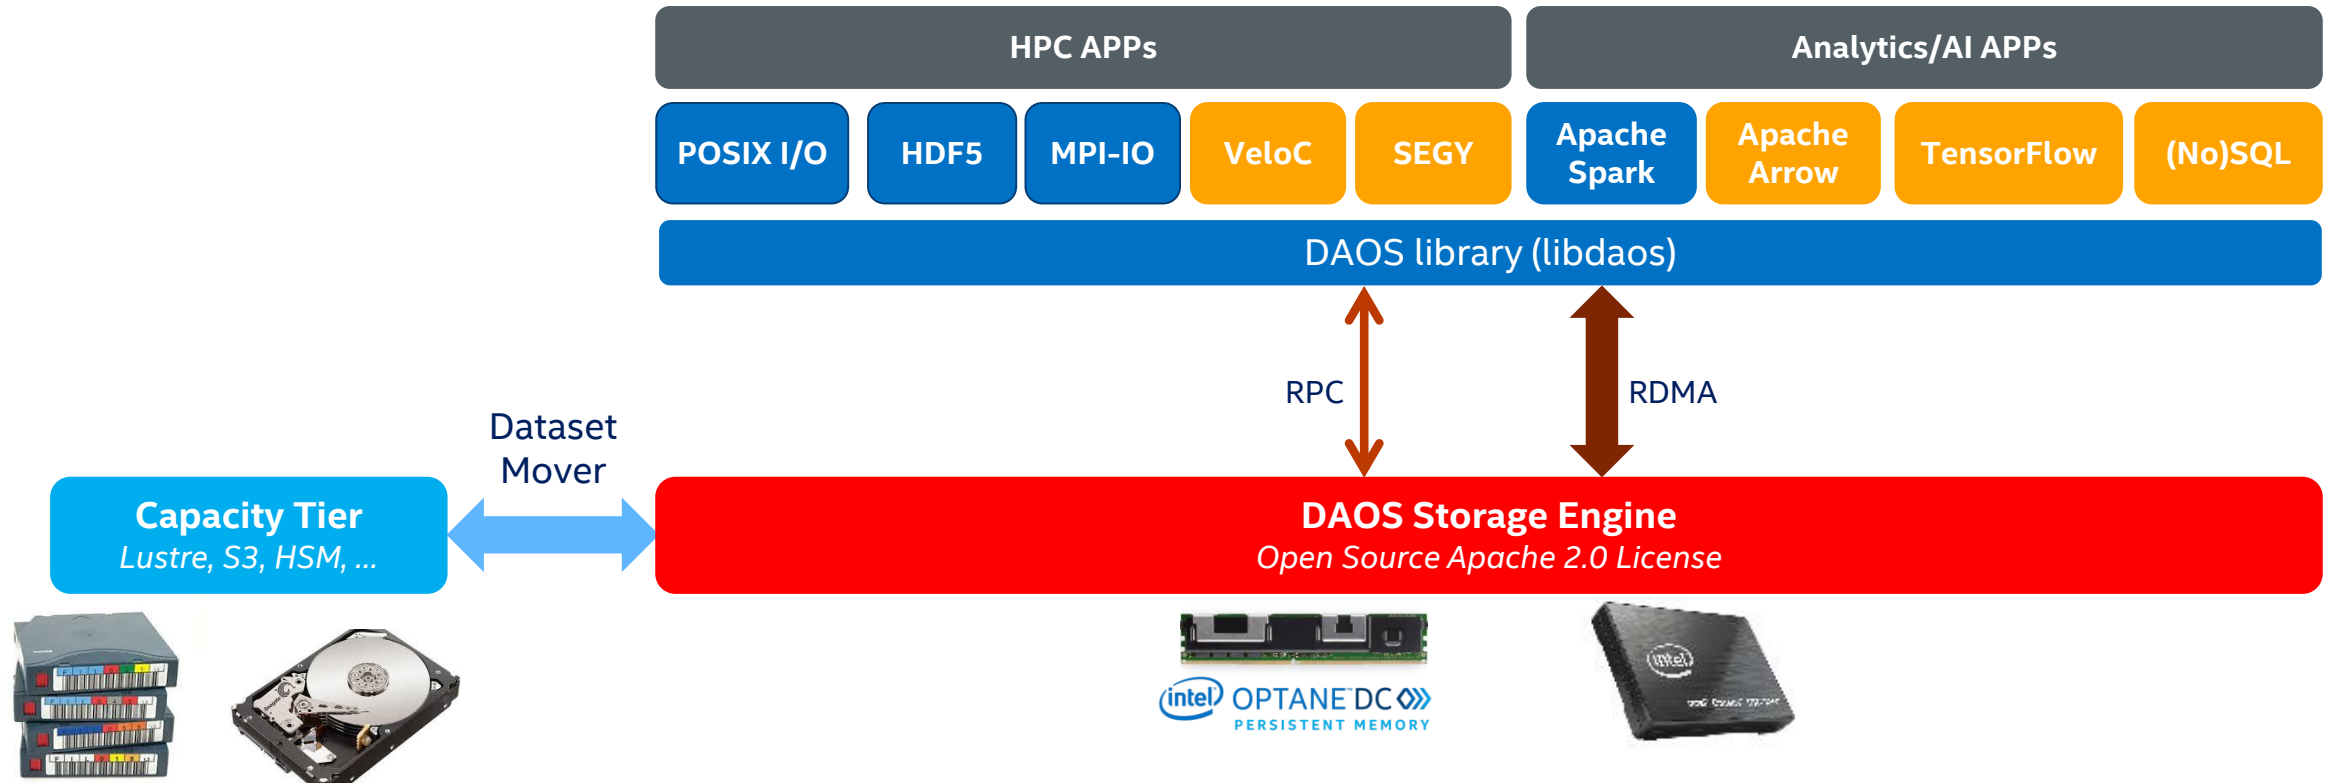 HPC APPs
Analytics/AI APPs
POSIX I/O
HDF5
MPI-IO
VeloC
SEGY
Apache
Spark
Apache
Arrow
TensorFlow
(No)SQL
DAOS library (libdaos)
RPC
RDMA
Dataset
Mover
Capacity Tier
Lustre, S3, HSM, ...
DAOS Storage Engine
Open Source Apache 2.0 License
intel OPTANE™ DC
PERSISTENT MEMORY
intel